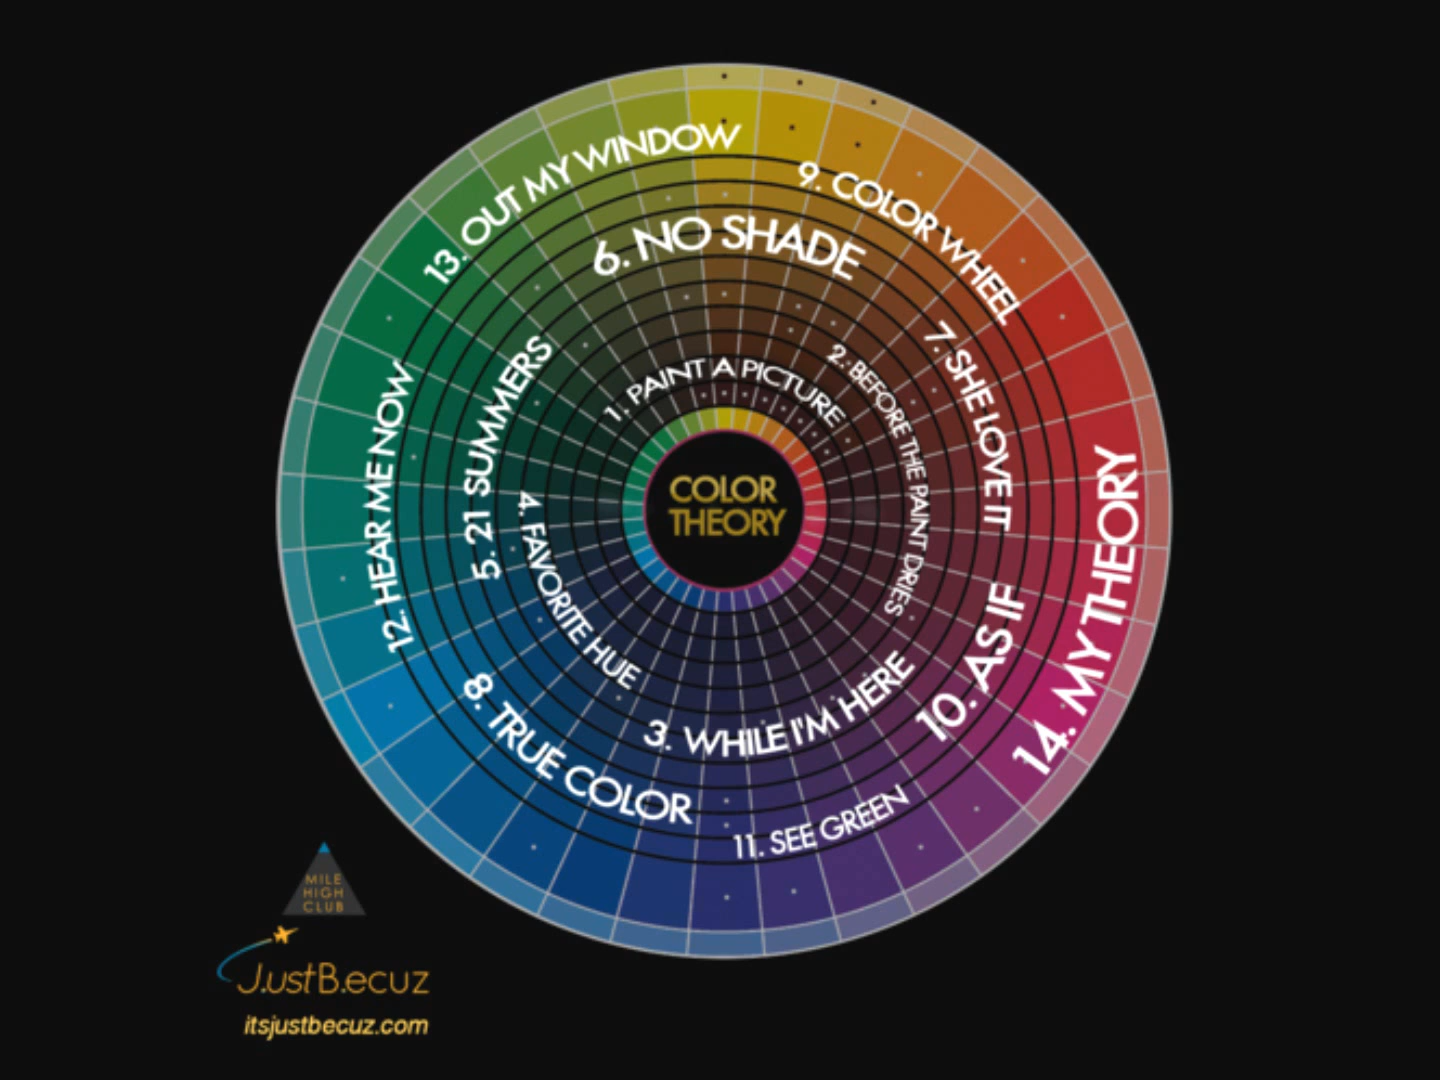 COLOR
THEORY
1. PAINT A PICTURE
2. BEFORE THE PAINT DRIES
3. WHILE I'M HERE
4. FAVORITE HUE
5. 21 SUMMERS
6. NO SHADE
7. SHE LOVE IT
8. TRUE COLOR
9. COLOR WHEEL
10. AS IF
11. SEE GREEN
12. HEAR ME NOW
13. OUT MY WINDOW
14. MY THEORY
MILE
HIGH
CLUB
J.ustB.ecuz
itsjustbecuz.com